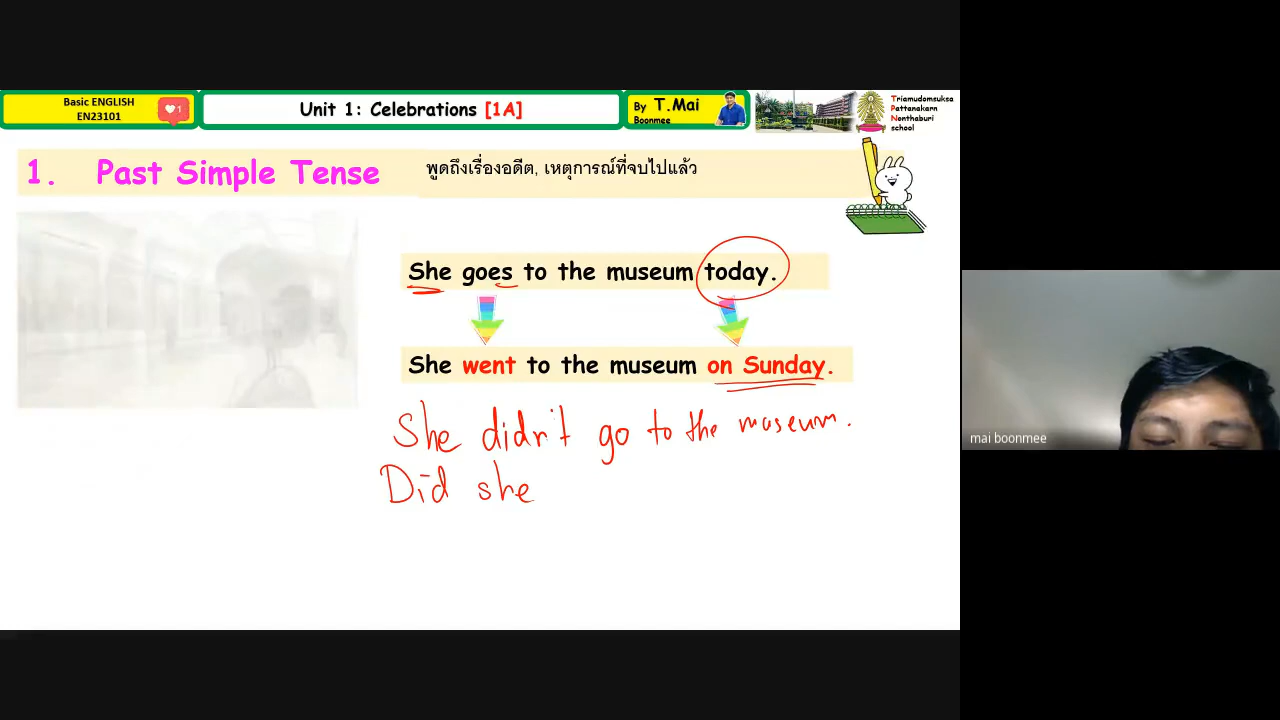 Basic ENGLISH
EN23101
1
Unit 1: Celebrations [1A]
By T.Mai
Boonmee
Triamudomsuksa
Pattanakarn
Nonthaburi
school
1. Past Simple Tense
พูดถึงเรื่องอดีต, เหตุการณ์ที่จบไปแล้ว
She goes to the museum today.
She went to the museum on Sunday.
She didn't go to the museum.
Did she
mai boonmee